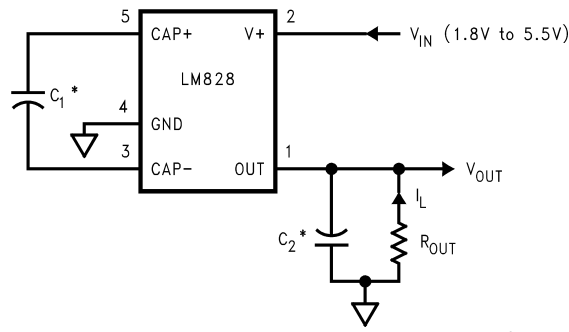 5
2
CAP+
V+
V_IN (1.8V to 5.5V)
LM828
C_1 *
4
GND
3
1
CAP–
OUT
V_OUT
I_L
C_2 *
R_OUT